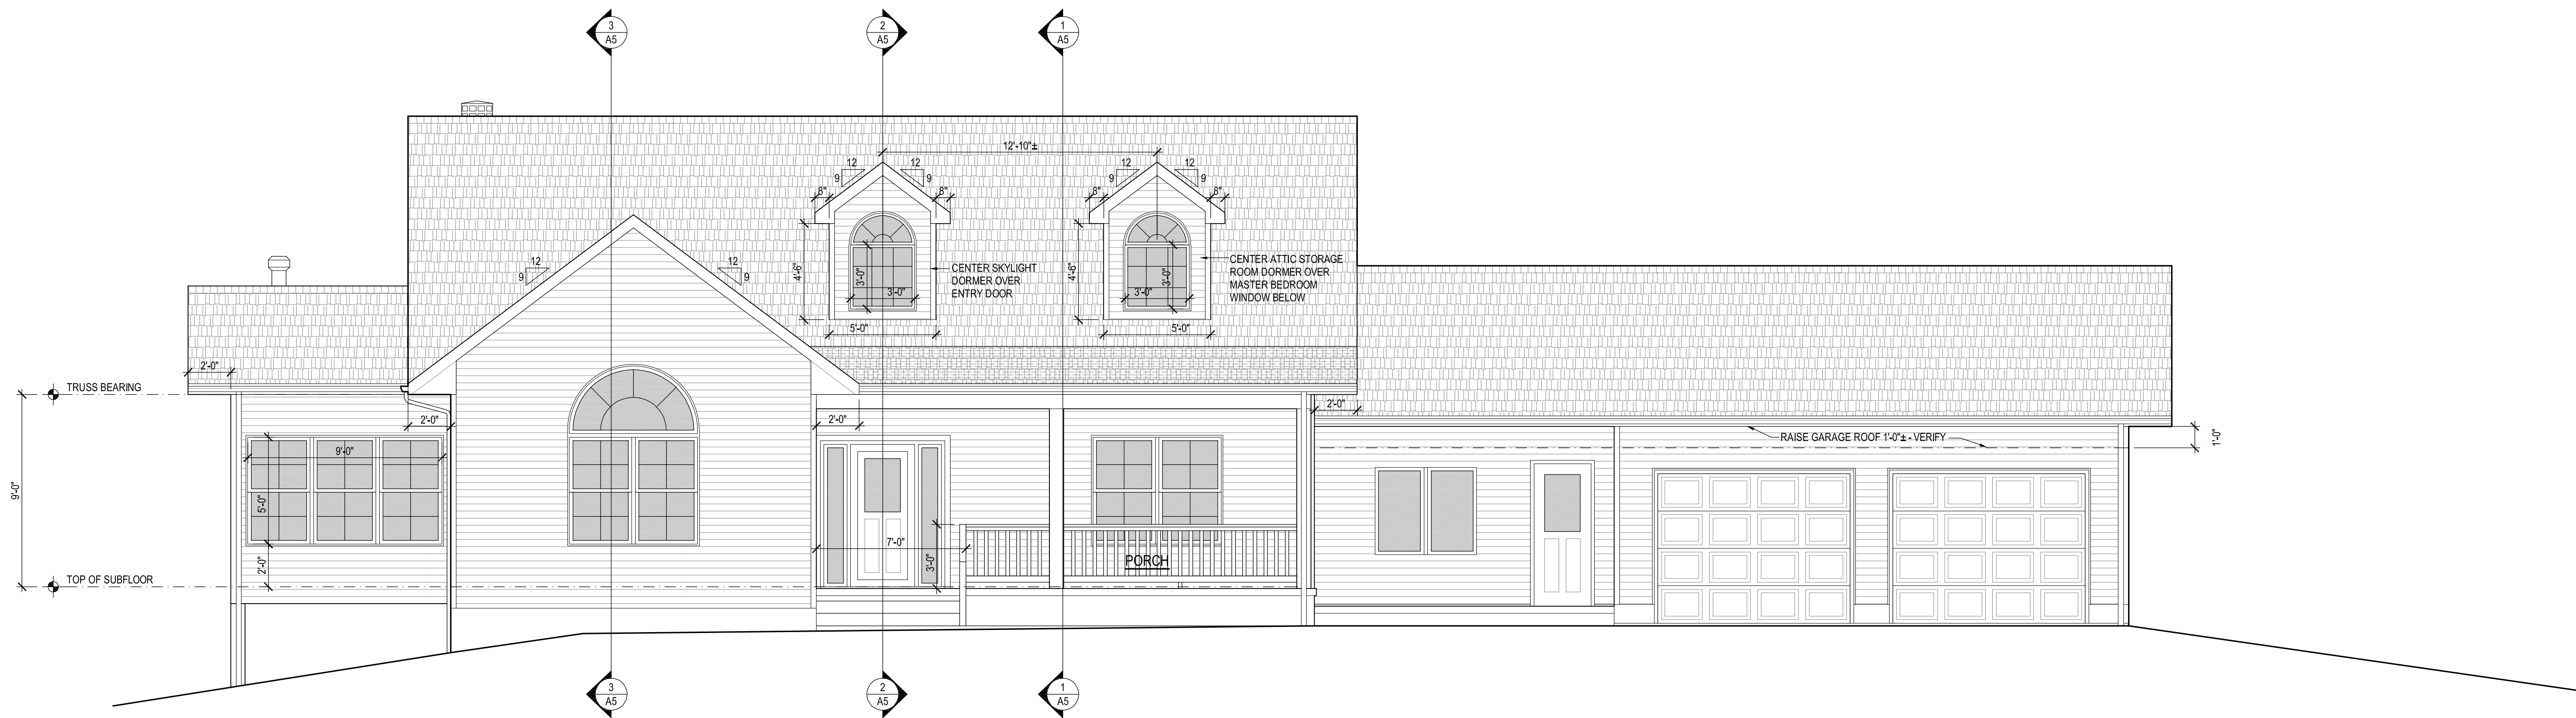 3
A5
2
A5
1
A5
12'-10"±
12
9
12
9
12
9
12
9
8"
8"
8"
8"
12
9
12
9
4'-6"
3'-0"
3'-0"
5'-0"
CENTER SKYLIGHT
DORMER OVER
ENTRY DOOR
4'-6"
3'-0"
3'-0"
5'-0"
CENTER ATTIC STORAGE
ROOM DORMER OVER
MASTER BEDROOM
WINDOW BELOW
2'-0"
TRUSS BEARING
2'-0"
2'-0"
2'-0"
RAISE GARAGE ROOF 1'-0"± - VERIFY
1'-0"
9'-0"
9'-0"
5'-0"
2'-0"
7'-0"
3'-0"
PORCH
TOP OF SUBFLOOR
3
A5
2
A5
1
A5